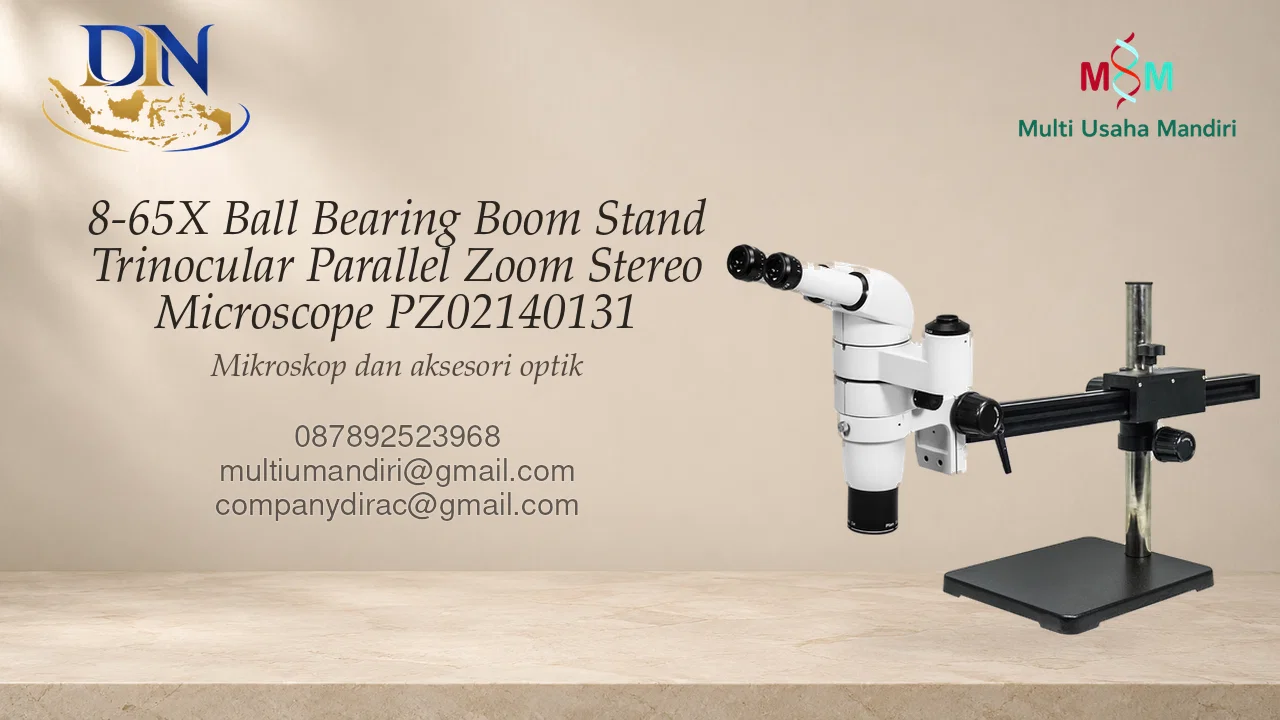 DN
M M
Multi Usaha Mandiri
8-65X Ball Bearing Boom Stand
Trinocular Parallel Zoom Stereo
Microscope PZ02140131
Mikroskop dan aksesori optik
087892523968
multiumandiri@gmail.com
companydirac@gmail.com